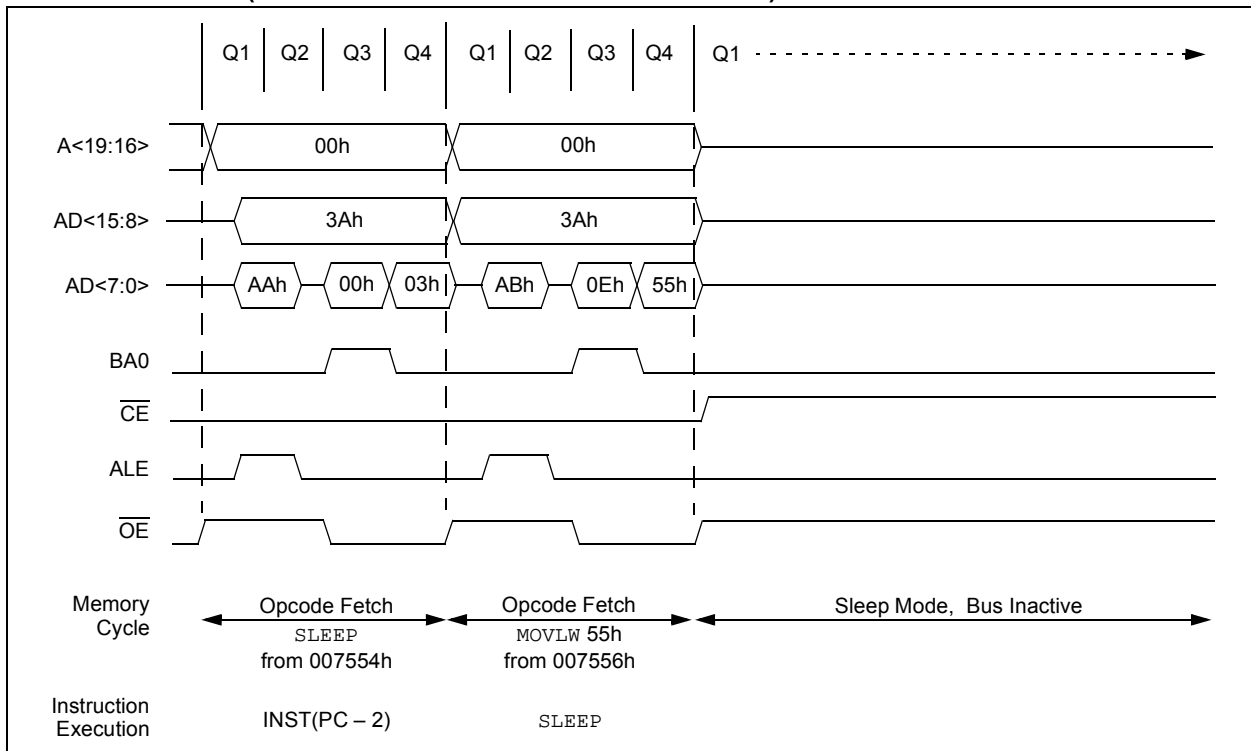 Q1 Q2 Q3 Q4 Q1 Q2 Q3 Q4 Q1
A<19:16> 00h 00h
AD<15:8> 3Ah 3Ah
AD<7:0> AAh 00h 03h ABh 0Eh 55h
BA0
CE
ALE
OE
Memory Cycle
Opcode Fetch
SLEEP
from 007554h
Opcode Fetch
MOVLW 55h
from 007556h
Sleep Mode, Bus Inactive
Instruction Execution
INST(PC – 2)
SLEEP